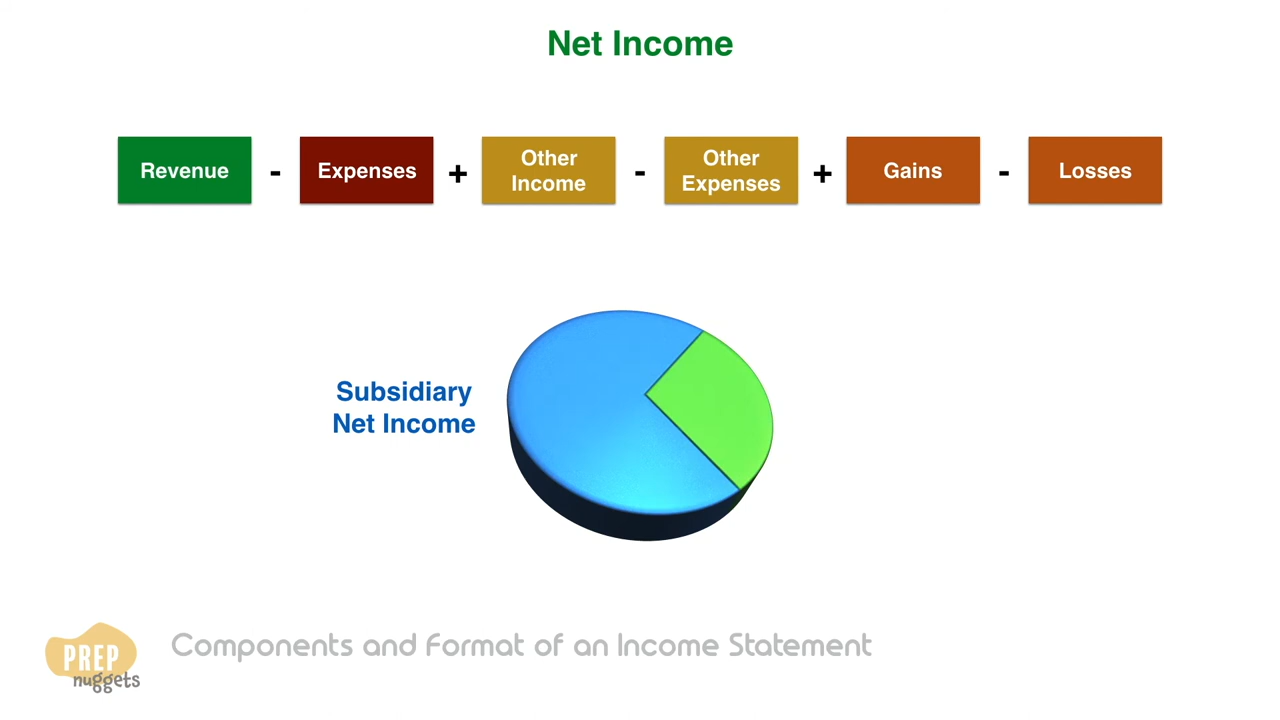 Net Income
Revenue - Expenses + Other Income - Other Expenses + Gains - Losses
Subsidiary
Net Income
PREP
nuggets
Components and Format of an Income Statement